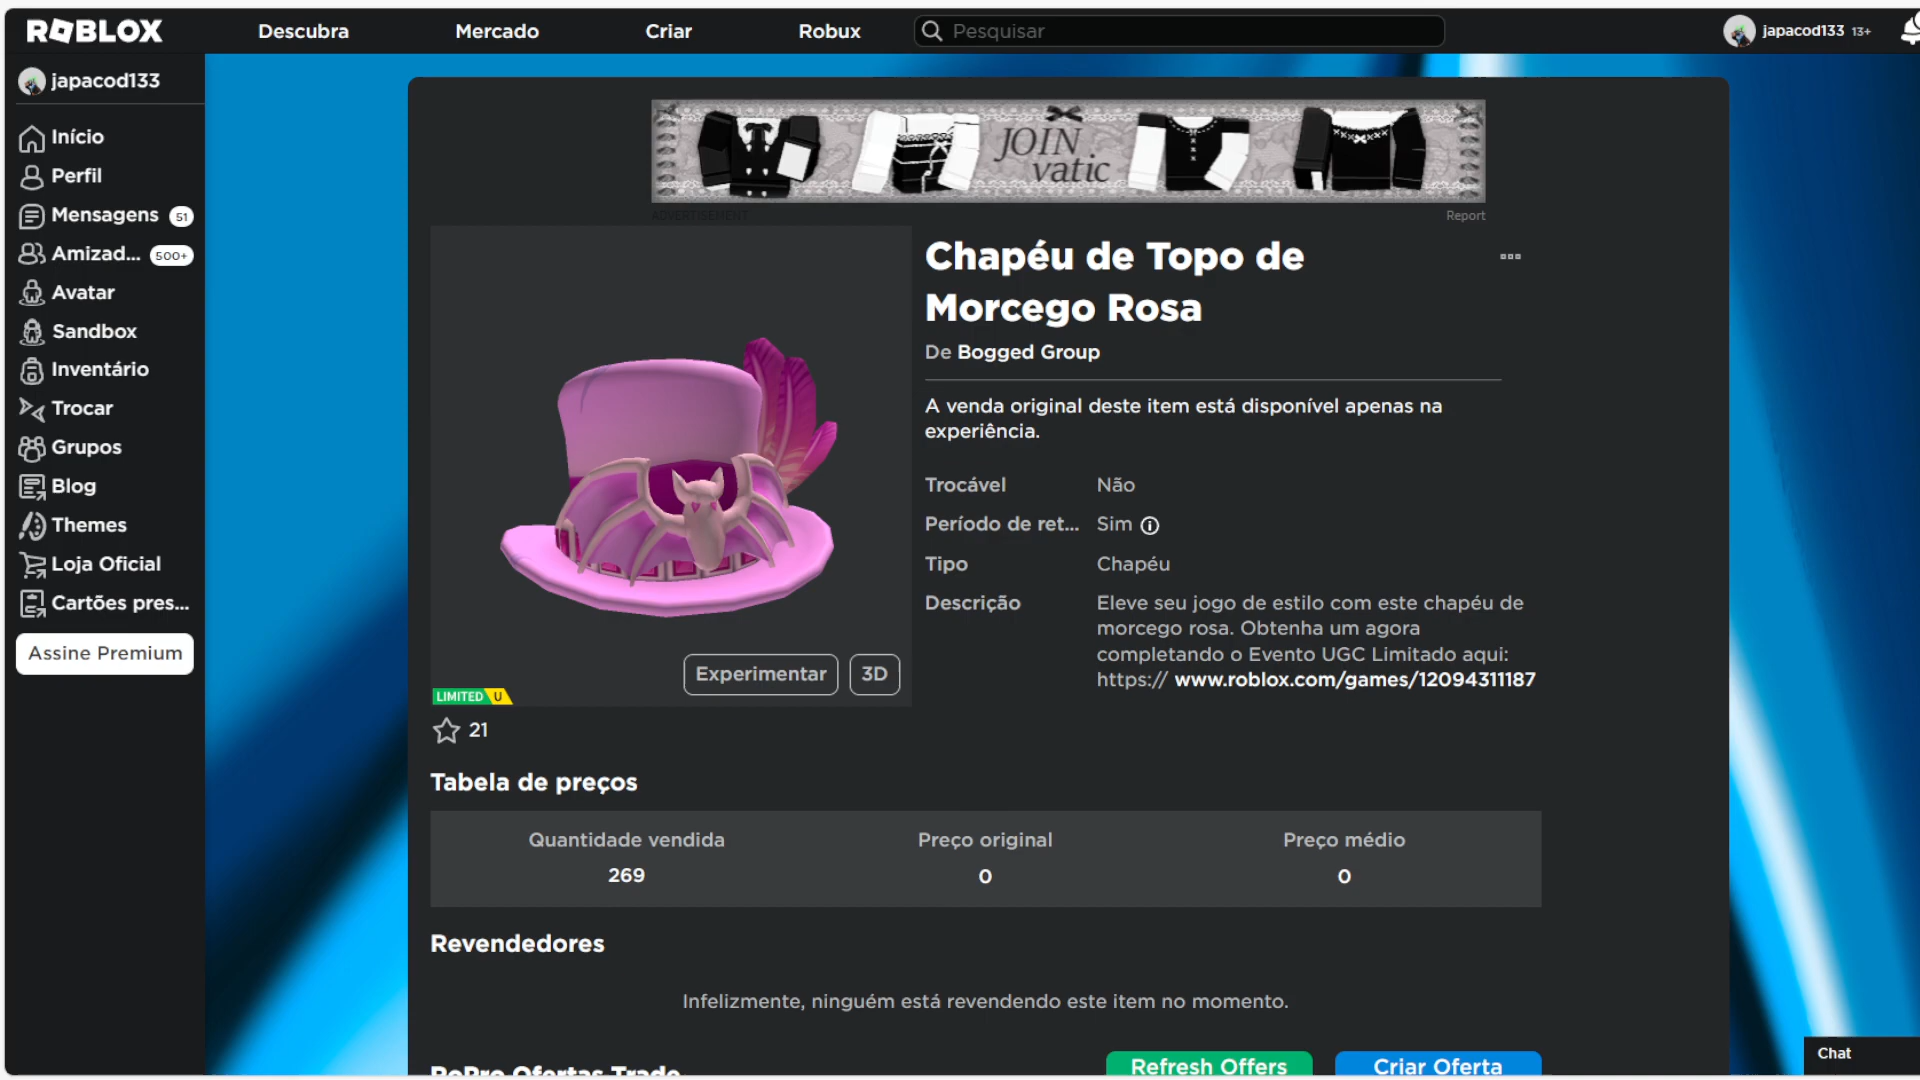 ROBLOX
Descubra
Mercado
Criar
Robux
Pesquisar
japacod133 13+
japacod133
Início
Perfil
Mensagens 51
Amizad... 500+
Avatar
Sandbox
Inventário
Trocar
Grupos
Blog
Themes
Loja Oficial
Cartões pres...
Assine Premium
JOIN
vatic
ADVERTISEMENT
Report
Chapéu de Topo de
Morcego Rosa
De Bogged Group
A venda original deste item está disponível apenas na
experiência.
Trocável Não
Período de ret... Sim
Tipo Chapéu
Descrição Eleve seu jogo de estilo com este chapéu de
morcego rosa. Obtenha um agora
completando o Evento UGC Limitado aqui:
https:// www.roblox.com/games/12094311187
Experimentar
3D
LIMITED U
21
Tabela de preços
Quantidade vendida Preço original Preço médio
269 0 0
Revendedores
Infelizmente, ninguém está revendendo este item no momento.
RoPro Ofertas Trade
Refresh Offers
Criar Oferta
Chat